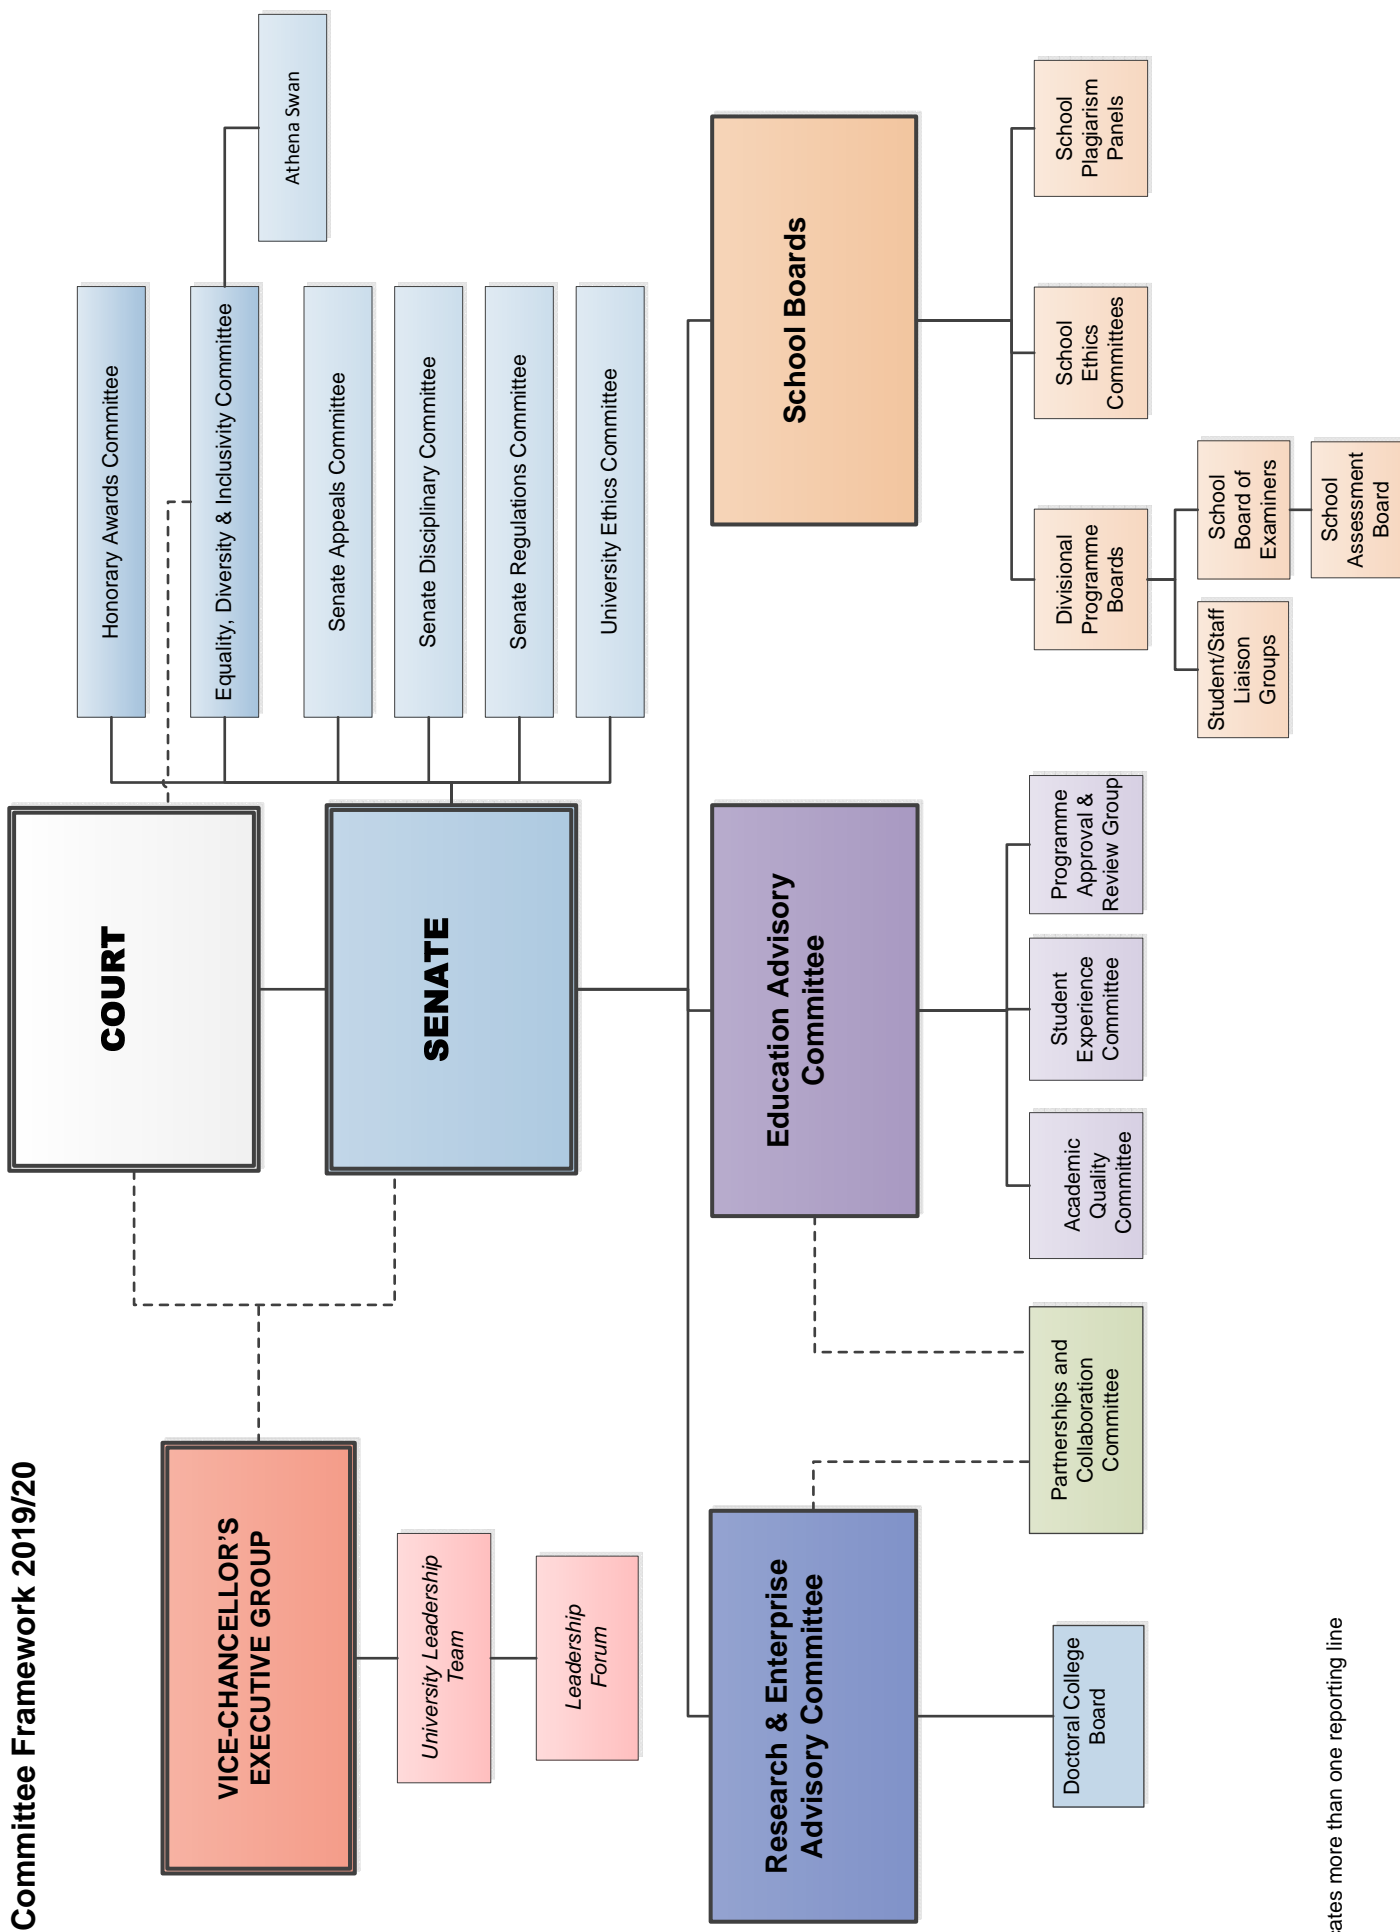 Committee Framework 2019/20
COURT
VICE-CHANCELLOR’S
EXECUTIVE GROUP
University Leadership
Team
Leadership
Forum
SENATE
Honorary Awards Committee
Equality, Diversity & Inclusivity Committee
Athena Swan
Senate Appeals Committee
Senate Disciplinary Committee
Senate Regulations Committee
University Ethics Committee
Research & Enterprise
Advisory Committee
Education Advisory
Committee
School Boards
Doctoral College
Board
Partnerships and
Collaboration
Committee
Academic
Quality
Committee
Student
Experience
Committee
Programme
Approval &
Review Group
Divisional
Programme
Boards
School
Ethics
Committees
School
Plagiarism
Panels
Student/Staff
Liaison
Groups
School
Board of
Examiners
School
Assessment
Board
more than one reporting line